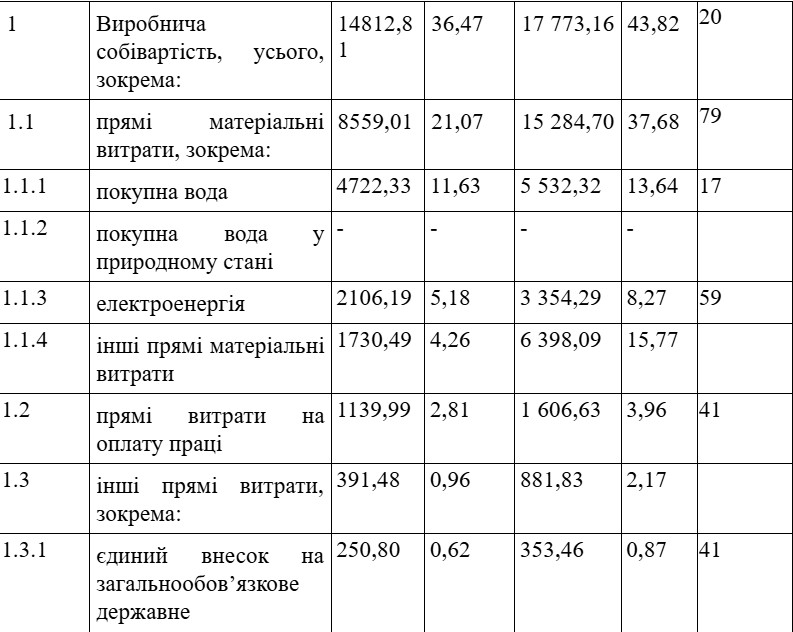 1 Виробнича 14812,8 36,47 17 773,16 43,82 20
собівартість, усього, 1
зокрема:
1.1 прямі матеріальні 8559,01 21,07 15 284,70 37,68 79
витрати, зокрема:
1.1.1 покупна вода 4722,33 11,63 5 532,32 13,64 17
1.1.2 покупна вода у - - - -
природному стані
1.1.3 електроенергія 2106,19 5,18 3 354,29 8,27 59
1.1.4 інші прямі матеріальні 1730,49 4,26 6 398,09 15,77
витрати
1.2 прямі витрати на 1139,99 2,81 1 606,63 3,96 41
оплату праці
1.3 інші прямі витрати, 391,48 0,96 881,83 2,17
зокрема:
1.3.1 єдиний внесок на 250,80 0,62 353,46 0,87 41
загальнообов’язкове
державне